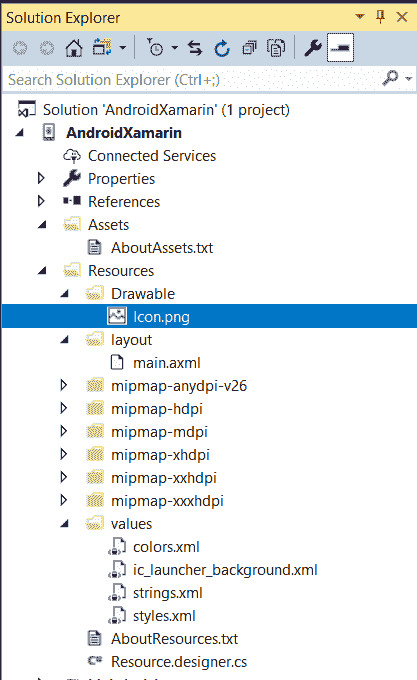 Solution Explorer
Search Solution Explorer (Ctrl+;)
Solution 'AndroidXamarin' (1 project)
AndroidXamarin
Connected Services
Properties
References
Assets
AboutAssets.txt
Resources
Drawable
Icon.png
layout
main.axml
mipmap-anydpi-v26
mipmap-hdpi
mipmap-mdpi
mipmap-xhdpi
mipmap-xxhdpi
mipmap-xxxhdpi
values
colors.xml
ic_launcher_background.xml
strings.xml
styles.xml
AboutResources.txt
Resource.designer.cs